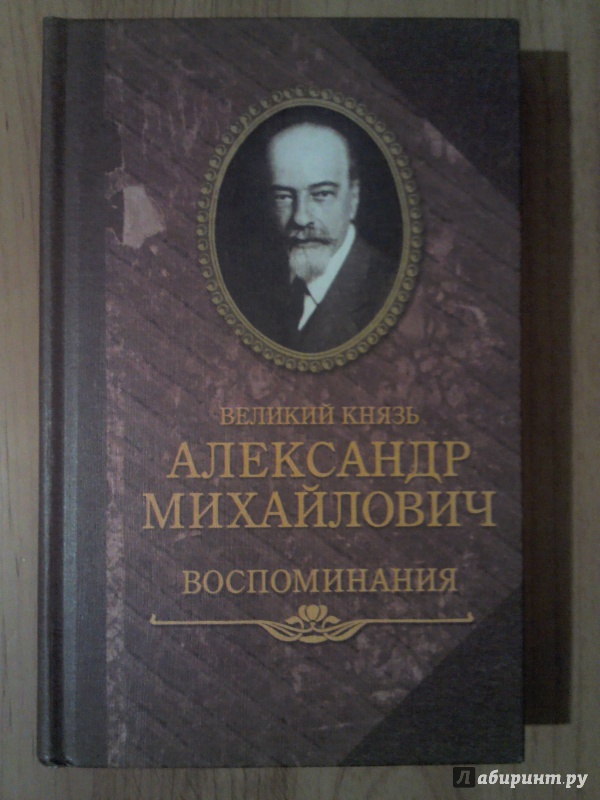 ВЕЛИКИЙ КНЯЗЬ
АЛЕКСАНДР
МИХАЙЛОВИЧ
ВОСПОМИНАНИЯ
Лабиринт.ру